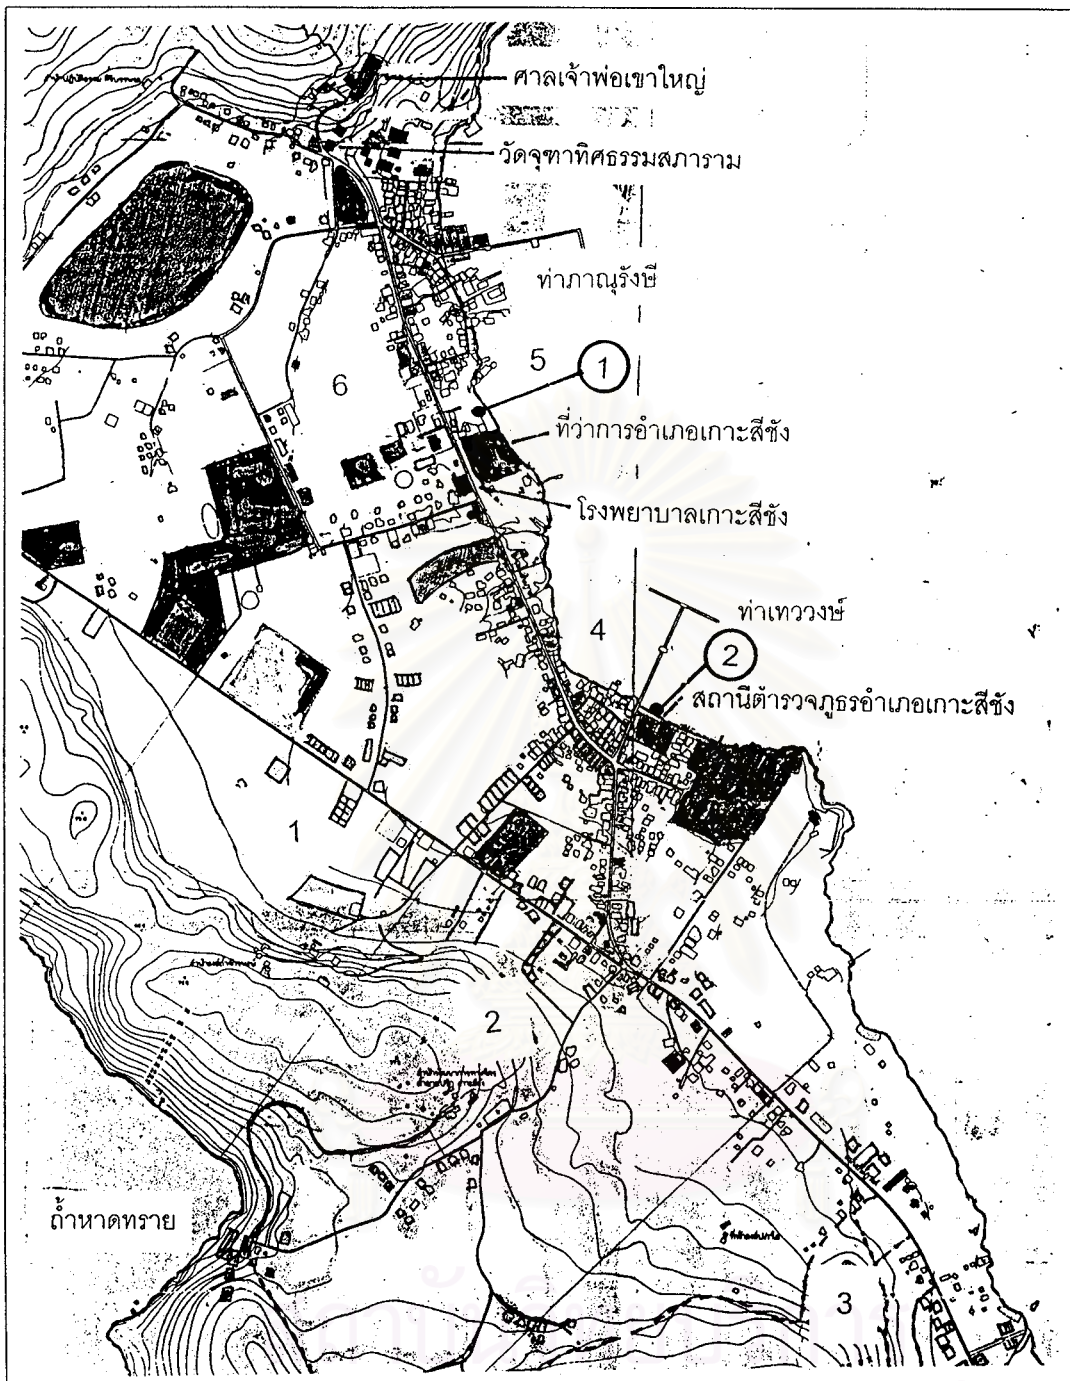 ศาลเจ้าพ่อเขาใหญ่
วัดจุฑาทิศธรรมสภาราม
ท่าภาณุรังษี
5
1
6
ที่ว่าการอำเภอเกาะสีชัง
โรงพยาบาลเกาะสีชัง
ท่าเทววงษ์
4
2
สถานีตำรวจภูธรอำเภอเกาะสีชัง
1
2
ถ้ำหาดทราย
3